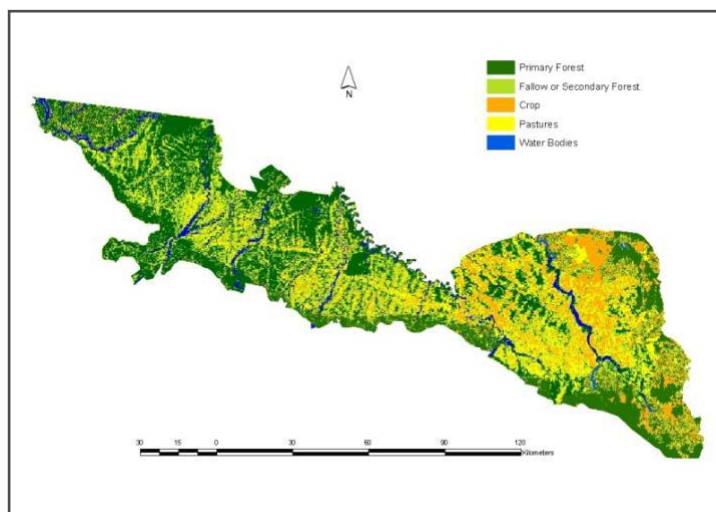 N
Primary Forest
Fallow or Secondary Forest
Crop
Pastures
Water Bodies
30 15 0 30 60 90 120
Kilometers